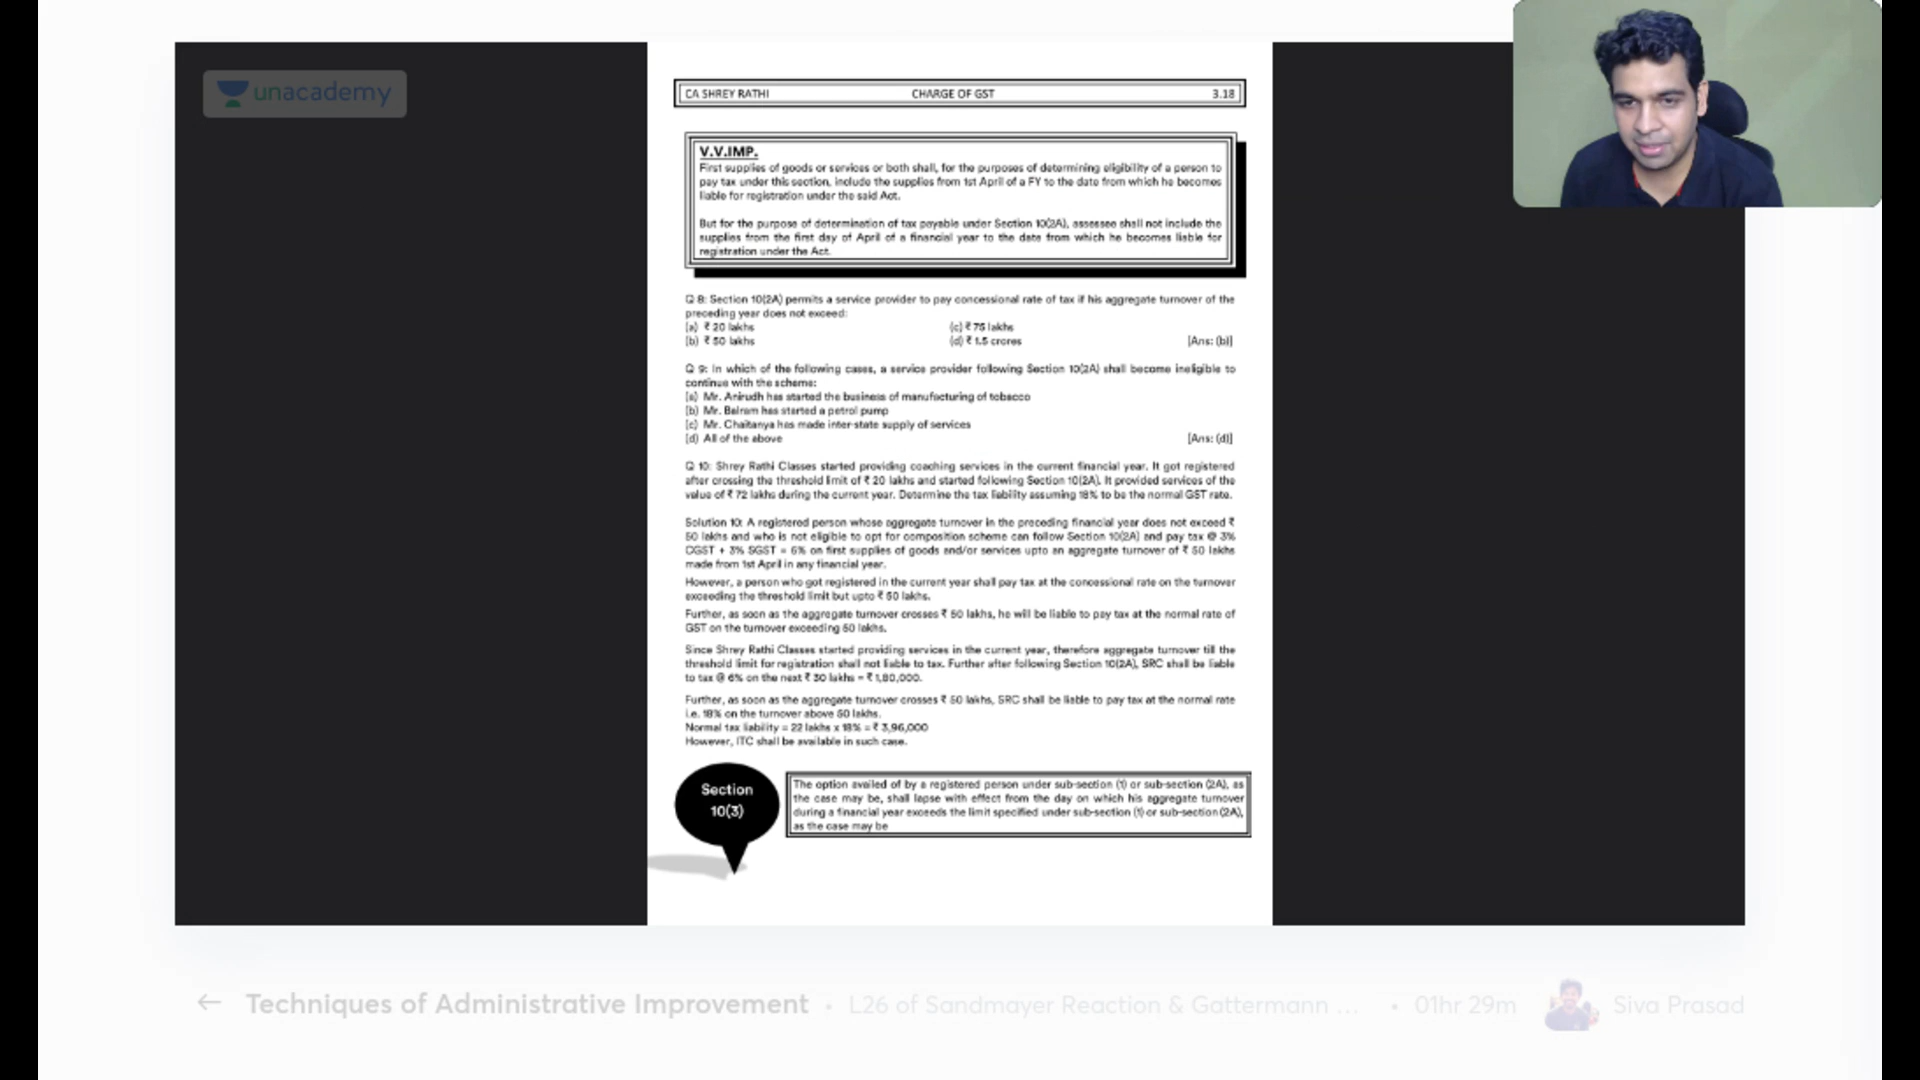 unacademy
CA SHREY RATHI CHARGE OF GST 3.18
V.V.IMP.
First supplies of goods or services or both shall, for the purposes of determining eligibility of a person to
pay tax under this section, include the supplies from 1st April of a FY to the date from which he becomes
liable for registration under the said Act.
But for the purpose of determination of tax payable under Section 10(2A), assessee shall not include the
supplies from the first day of April of a financial year to the date from which he becomes liable for
registration under the Act.
Q 8: Section 10(2A) permits a service provider to pay concessional rate of tax if his aggregate turnover of the
preceding year does not exceed:
(a) ₹ 20 lakhs (c) ₹ 75 lakhs
(b) ₹ 50 lakhs (d) ₹ 1.5 crores [Ans: (b)]
Q 9: In which of the following cases, a service provider following Section 10(2A) shall become ineligible to
continue with the scheme:
(a) Mr. Anirudh has started the business of manufacturing of tobacco
(b) Mr. Balram has started a petrol pump
(c) Mr. Chaitanya has made inter-state supply of services
(d) All of the above [Ans: (d)]
Q 10: Shrey Rathi Classes started providing coaching services in the current financial year. It got registered
after crossing the threshold limit of ₹ 20 lakhs and started following Section 10(2A). It provided services of the
value of ₹ 72 lakhs during the current year. Determine the tax liability assuming 18% to be the normal GST rate.
Solution 10: A registered person whose aggregate turnover in the preceding financial year does not exceed ₹
50 lakhs and who is not eligible to opt for composition scheme can follow Section 10(2A) and pay tax @ 3%
CGST + 3% SGST = 6% on first supplies of goods and/or services upto an aggregate turnover of ₹ 50 lakhs
made from 1st April in any financial year.
However, a person who got registered in the current year shall pay tax at the concessional rate on the turnover
exceeding the threshold limit but upto ₹ 50 lakhs.
Further, as soon as the aggregate turnover crosses ₹ 50 lakhs, he will be liable to pay tax at the normal rate of
GST on the turnover exceeding 50 lakhs.
Since Shrey Rathi Classes started providing services in the current year, therefore aggregate turnover till the
threshold limit for registration shall not liable to tax. Further after following Section 10(2A), SRC shall be liable
to tax @ 6% on the next ₹ 30 lakhs = ₹ 1,80,000.
Further, as soon as the aggregate turnover crosses ₹ 50 lakhs, SRC shall be liable to pay tax at the normal rate
i.e. 18% on the turnover above 50 lakhs.
Normal tax liability = 22 lakhs x 18% = ₹ 3,96,000
However, ITC shall be available in such case.
Section
10(3)
The option availed of by a registered person under sub-section (1) or sub-section (2A), as
the case may be, shall lapse with effect from the day on which his aggregate turnover
during a financial year exceeds the limit specified under sub-section (1) or sub-section (2A),
as the case may be
← Techniques of Administrative Improvement • L26 of Sandmayer Reaction & Gattermann ... • 01hr 29m Siva Prasad